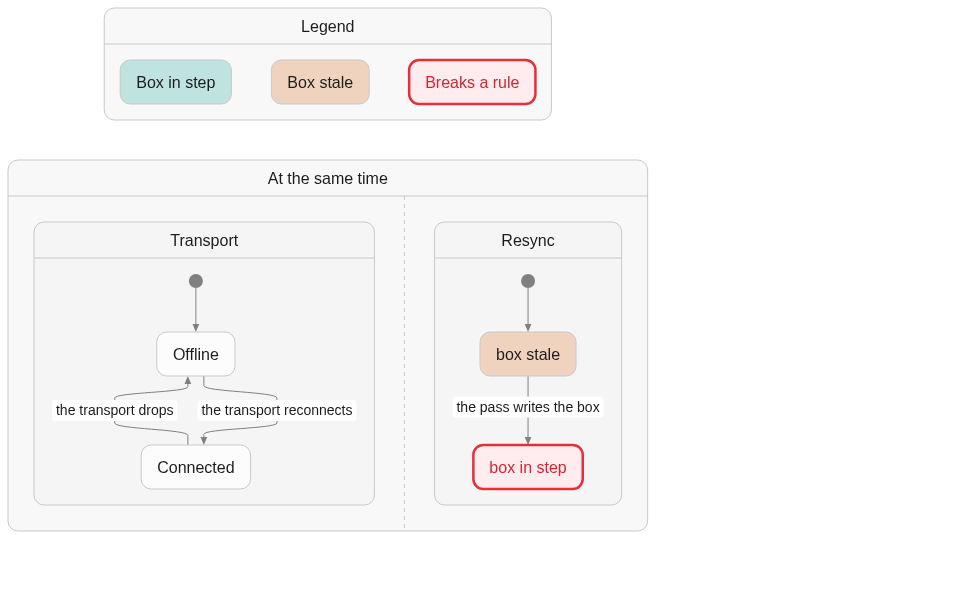 Legend
Box in step
Box stale
Breaks a rule
At the same time
Transport
Resync
Offline
box stale
the transport drops
the transport reconnects
the pass writes the box
Connected
box in step